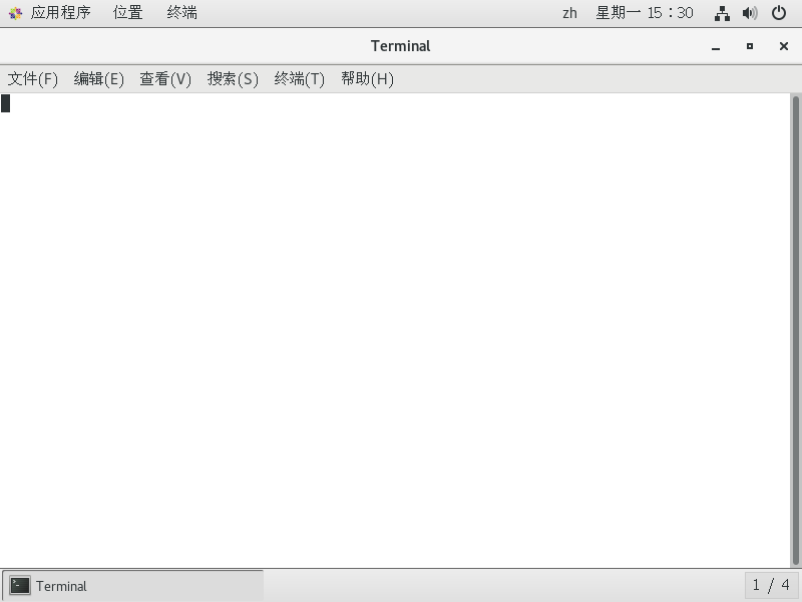 应用程序 位置 终端 zh 星期一 15：30
Terminal
文件(F) 编辑(E) 查看(V) 搜索(S) 终端(T) 帮助(H)
Terminal 1 / 4